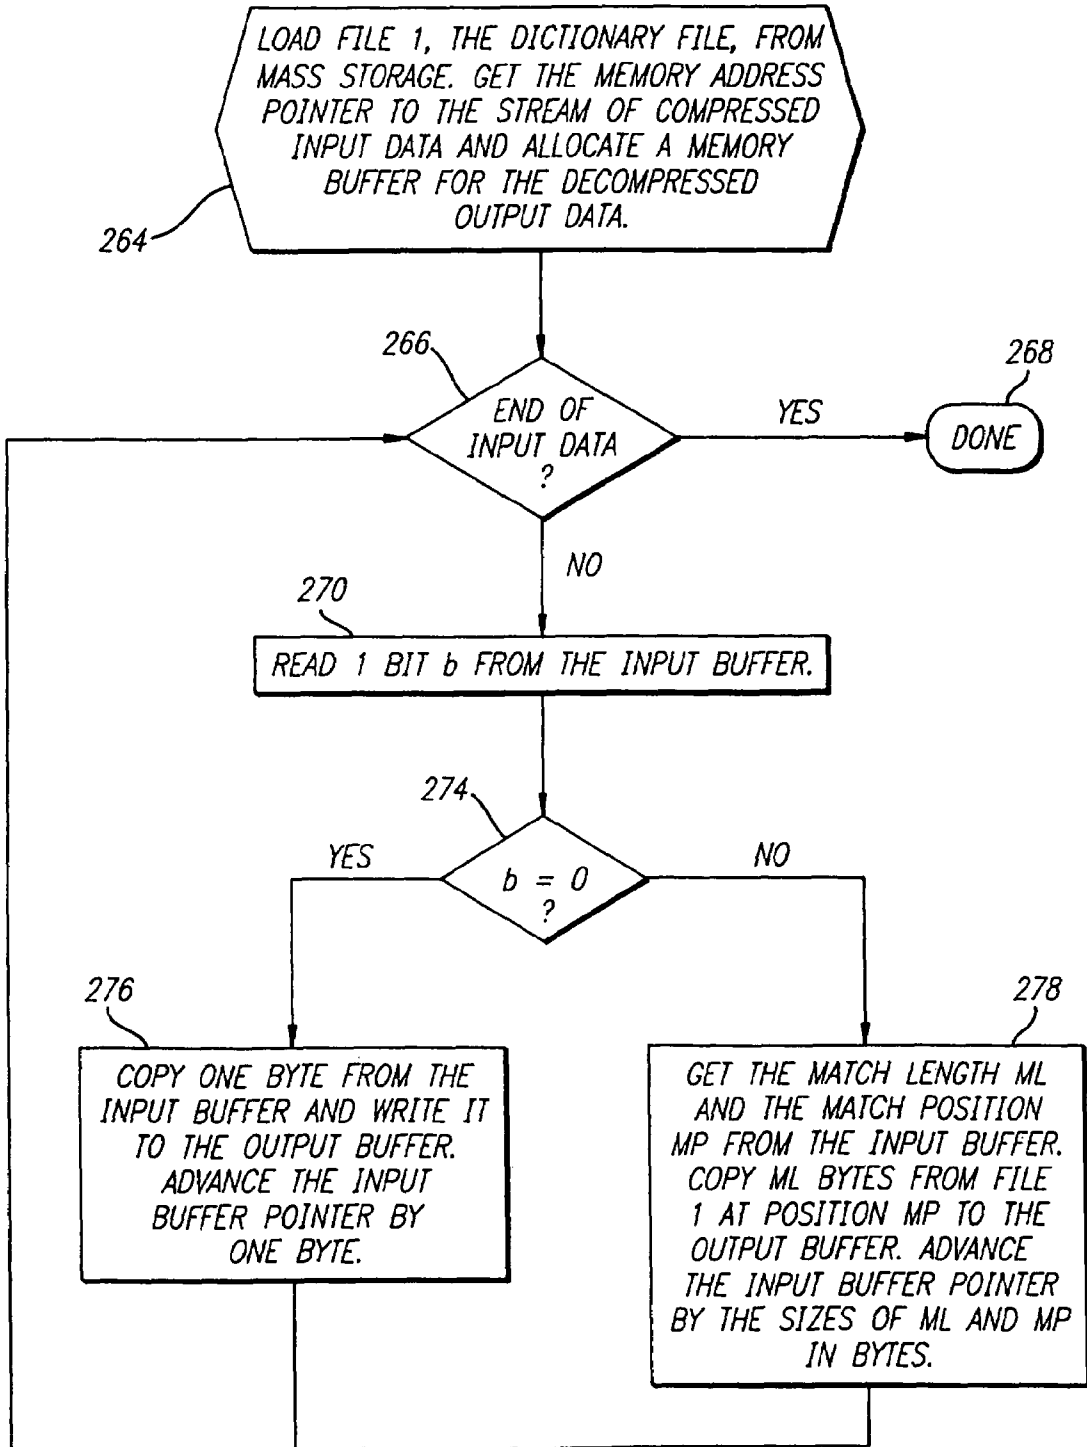 LOAD FILE 1, THE DICTIONARY FILE, FROM
MASS STORAGE. GET THE MEMORY ADDRESS
POINTER TO THE STREAM OF COMPRESSED
INPUT DATA AND ALLOCATE A MEMORY
BUFFER FOR THE DECOMPRESSED
OUTPUT DATA.
264
266
END OF
INPUT DATA
?
YES
268
DONE
NO
270
READ 1 BIT b FROM THE INPUT BUFFER.
274
b = 0
?
YES
NO
276
COPY ONE BYTE FROM THE
INPUT BUFFER AND WRITE IT
TO THE OUTPUT BUFFER.
ADVANCE THE INPUT
BUFFER POINTER BY
ONE BYTE.
278
GET THE MATCH LENGTH ML
AND THE MATCH POSITION
MP FROM THE INPUT BUFFER.
COPY ML BYTES FROM FILE
1 AT POSITION MP TO THE
OUTPUT BUFFER. ADVANCE
THE INPUT BUFFER POINTER
BY THE SIZES OF ML AND MP
IN BYTES.